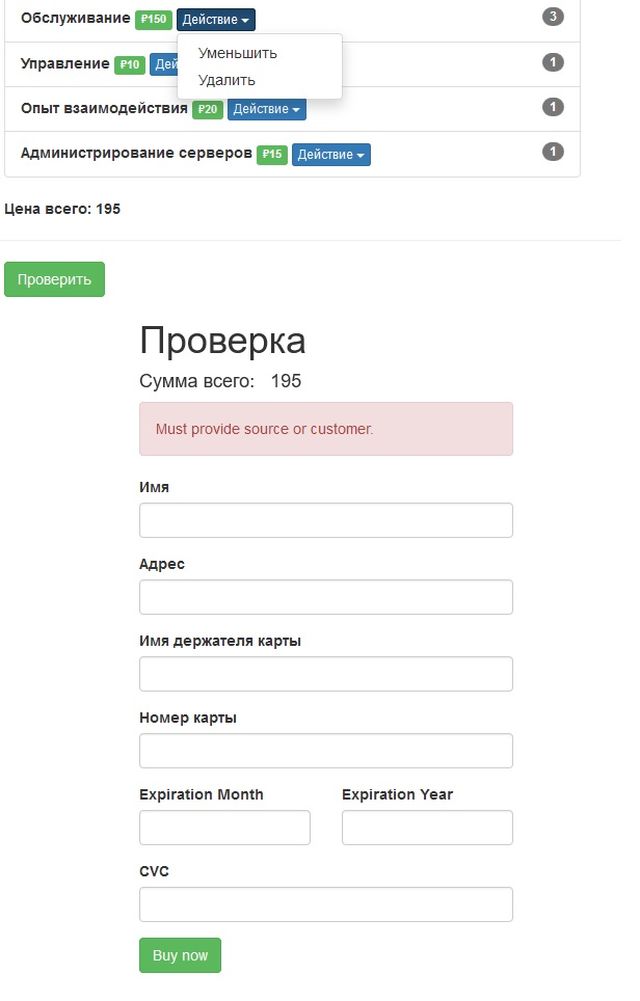 Обслуживание ₽150 Действие 3
Уменьшить
Управление ₽10 Дей 1
Удалить
Опыт взаимодействия ₽20 Действие 1
Администрирование серверов ₽15 Действие 1
Цена всего: 195
Проверить
Проверка
Сумма всего: 195
Must provide source or customer.
Имя
Адрес
Имя держателя карты
Номер карты
Expiration Month Expiration Year
CVC
Buy now